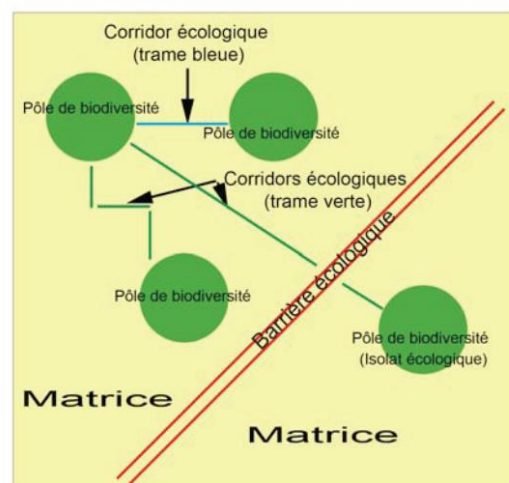 Corridor écologique
(trame bleue)
Pôle de biodiversité
Pôle de biodiversité
Corridors écologiques
(trame verte)
Barrière écologique
Pôle de biodiversité
Pôle de biodiversité
(Isolat écologique)
Matrice
Matrice